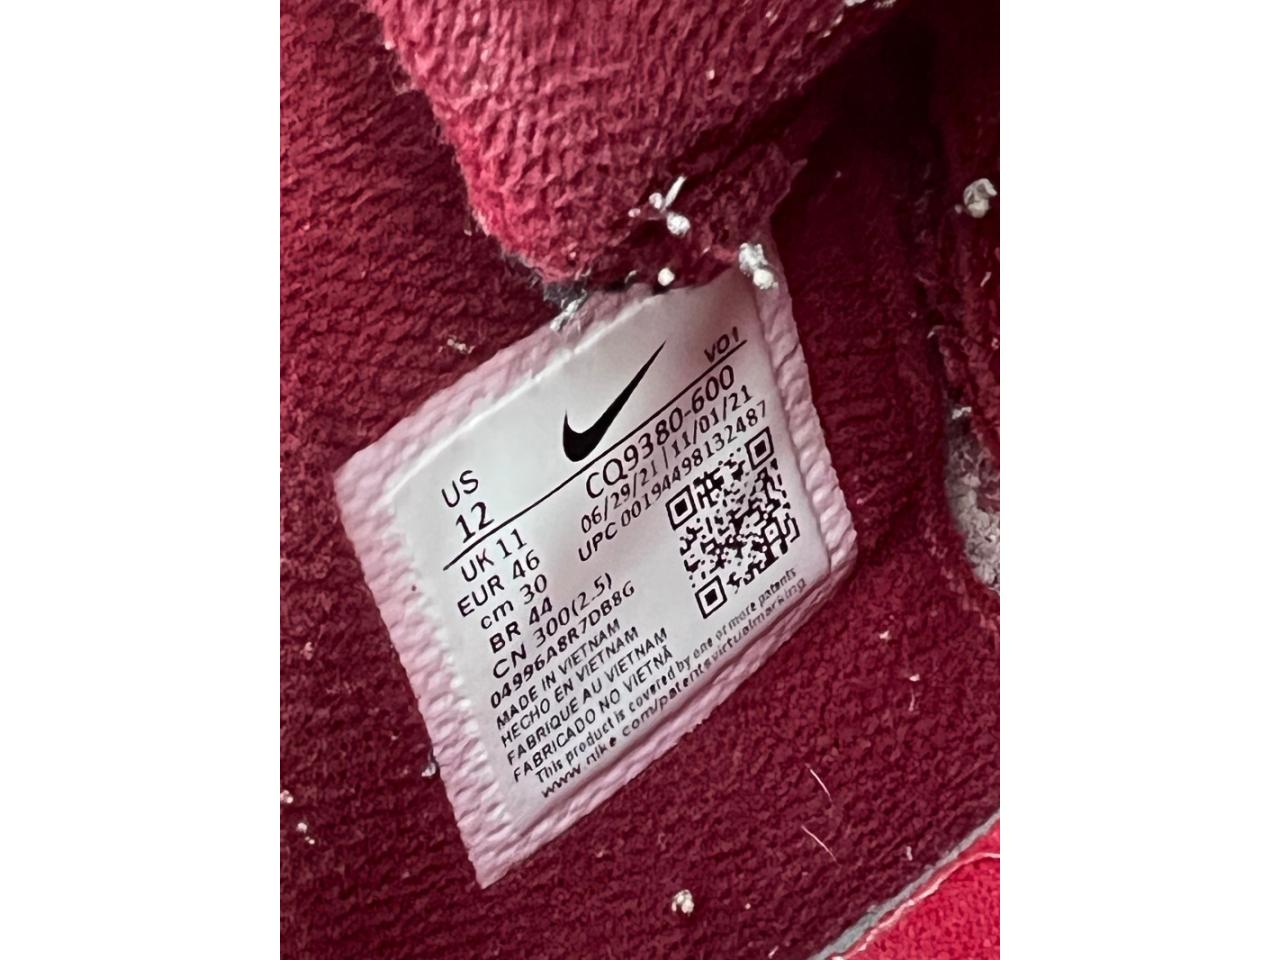 VO1
US
12
CQ9380-600
06/29/21 | 11/01/21
UPC 00194498132487
UK 11
EUR 46
cm 30
BR 44
CN 300(2.5)
04996A8R7DB8G
MADE IN VIETNAM
HECHO EN VIETNAM
FABRIQUE AU VIETNAM
FABRICADO NO VIETNÃ
This product is covered by one or more patents
www.nike.com/patents-virtualmarking